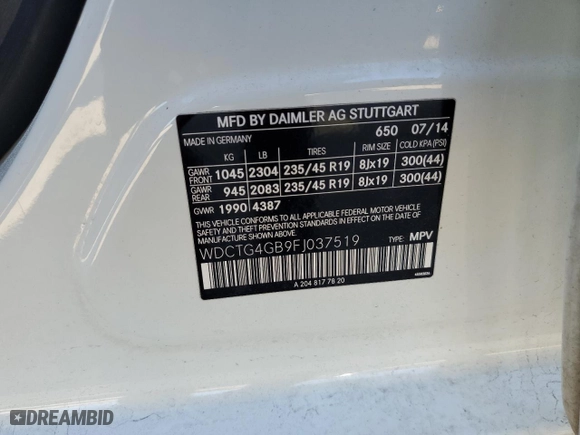 MFD BY DAIMLER AG STUTTGART
MADE IN GERMANY 650 07/14
KG LB TIRES RIM SIZE COLD KPA (PSI)
GAWR FRONT 1045 2304 235/45 R19 8Jx19 300(44)
GAWR REAR 945 2083 235/45 R19 8Jx19 300(44)
GVWR 1990 4387
THIS VEHICLE CONFORMS TO ALL APPLICABLE FEDERAL MOTOR VEHICLE
SAFETY AND THEFT PREVENTION STANDARDS IN EFFECT ON THE DATE
OF MANUFACTURE SHOWN ABOVE.
WDCTG4GB9FJ037519 TYPE: MPV
A 204 817 78 20
DREAMBID